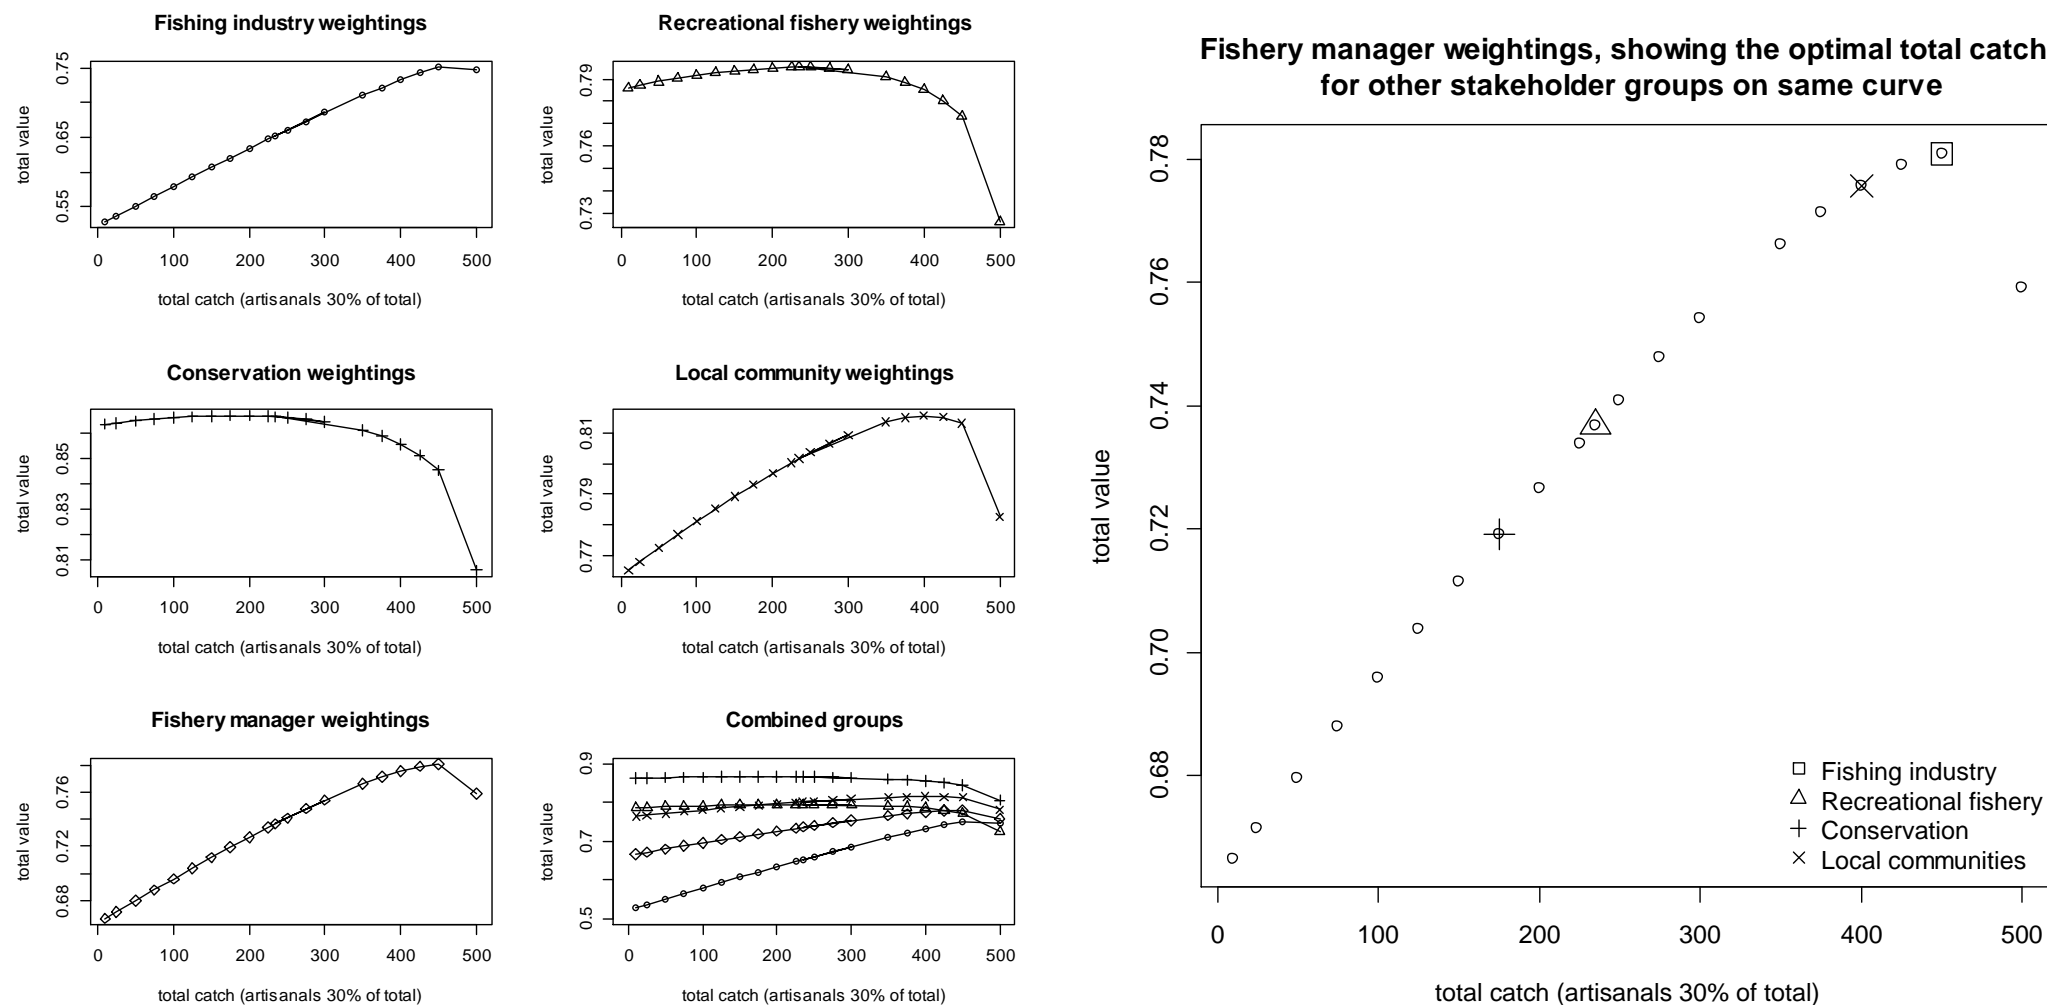 Fishing industry weightings
total value
0.55 0.65 0.75
0 100 200 300 400 500
total catch (artisanals 30% of total)
Recreational fishery weightings
total value
0.73 0.76 0.79
0 100 200 300 400 500
total catch (artisanals 30% of total)
Conservation weightings
total value
0.81 0.83 0.85
0 100 200 300 400 500
total catch (artisanals 30% of total)
Local community weightings
total value
0.77 0.79 0.81
0 100 200 300 400 500
total catch (artisanals 30% of total)
Fishery manager weightings
total value
0.68 0.72 0.76
0 100 200 300 400 500
total catch (artisanals 30% of total)
Combined groups
total value
0.5 0.7 0.9
0 100 200 300 400 500
total catch (artisanals 30% of total)
Fishery manager weightings, showing the optimal total catch
for other stakeholder groups on same curve
total value
0.68 0.70 0.72 0.74 0.76 0.78
Fishing industry
Recreational fishery
Conservation
Local communities
0 100 200 300 400 500
total catch (artisanals 30% of total)